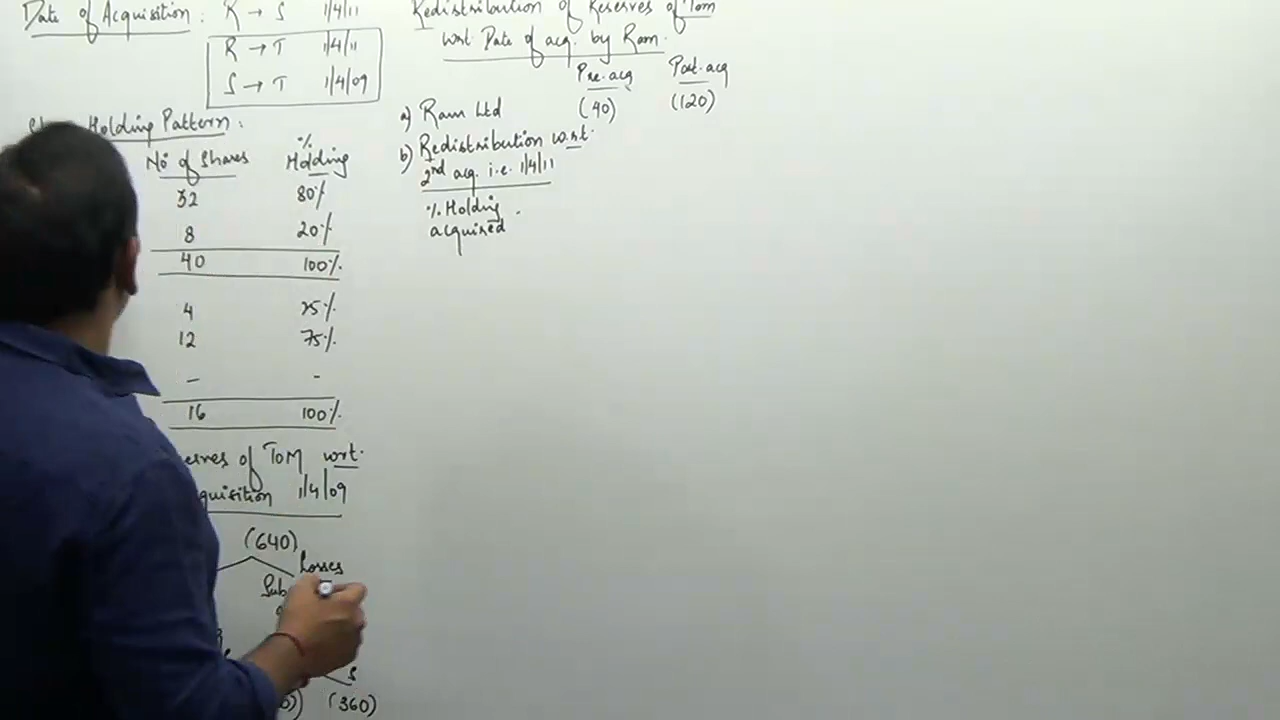 Date of Acquisition : R → S 1/4/11
R → T 1/4/11
S → T 1/4/09
Holding Pattern :
No of Shares % Holding
32 80%
8 20%
40 100%
4 25%
12 75%
- -
16 100%
of TOM wrt.
1/4/09
(640)
Losses
S
(360)
Redistribution of Reserves of Tom
wrt Date of acq. by Ram.
Pre-acq Post-acq
a) Ram Ltd (40) (120)
b) Redistribution w.r.t.
2nd acq. i.e. 1/4/11
% Holding
acquired